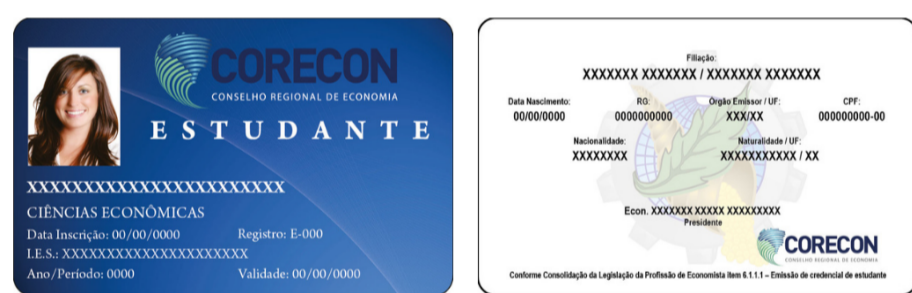 CORECON
CONSELHO REGIONAL DE ECONOMIA
ESTUDANTE
XXXXXXXXXXXXXXXXXXXXXXX
CIÊNCIAS ECONÔMICAS
Data Inscrição: 00/00/0000 Registro: E-000
I.E.S.: XXXXXXXXXXXXXXXXXXXXX
Ano/Período: 0000 Validade: 00/00/0000
Filiação:
XXXXXXX XXXXXXX / XXXXXXX XXXXXXX
Data Nascimento: RG: Órgão Emissor / UF: CPF:
00/00/0000 0000000000 XXX/XX 000000000-00
Nacionalidade: Naturalidade / UF:
XXXXXXXX XXXXXXXXXXX / XX
Econ. XXXXXXX XXXXX XXXXXXXXX
Presidente
CORECON
CONSELHO REGIONAL DE ECONOMIA
Conforme Consolidação da Legislação da Profissão de Economista Item 6.1.1.1 – Emissão de credencial de estudante